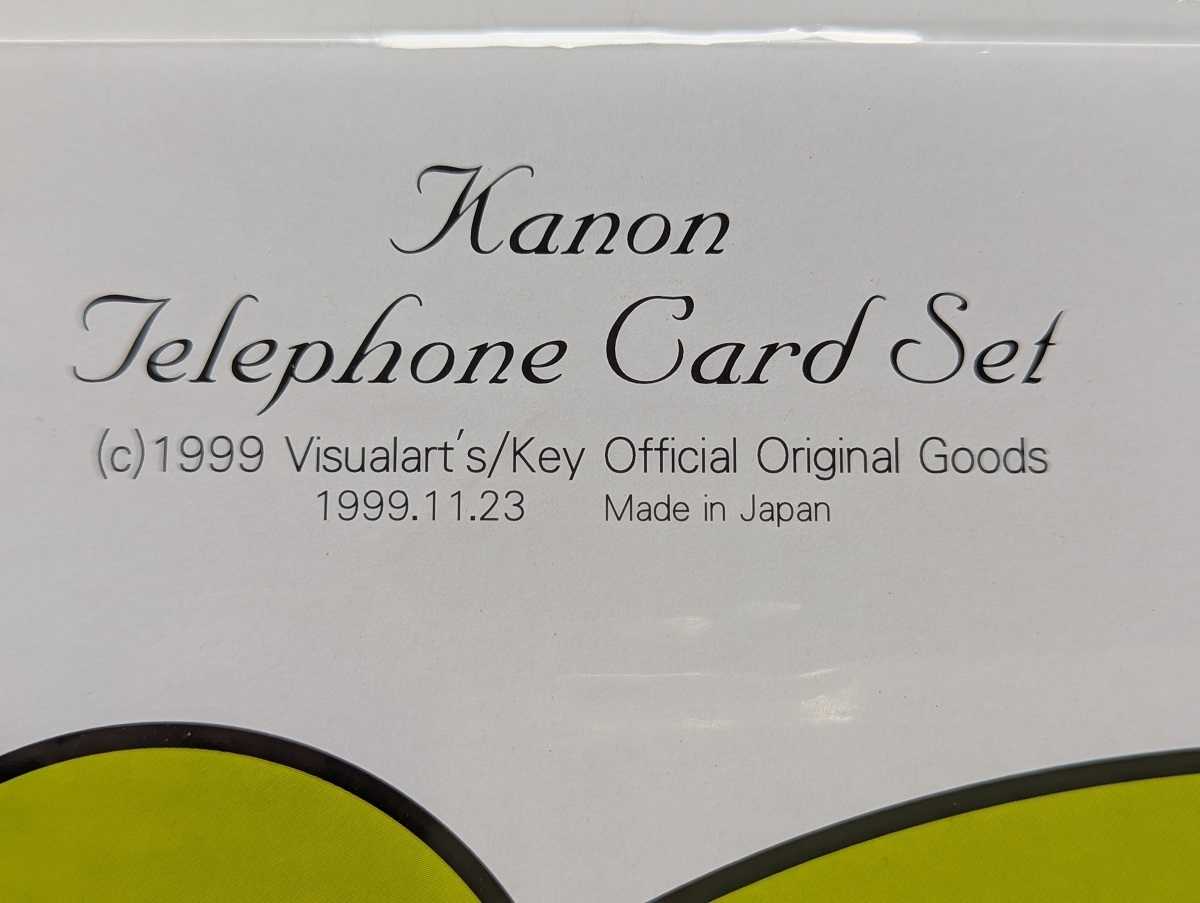 Kanon
Telephone Card Set
(c)1999 Visualart's/Key Official Original Goods
1999.11.23 Made in Japan